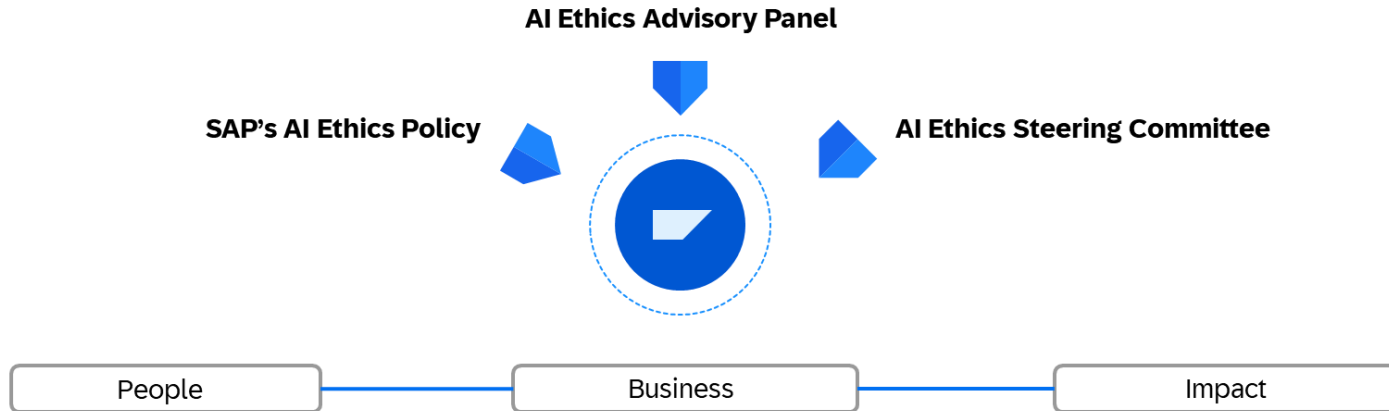 AI Ethics Advisory Panel
SAP’s AI Ethics Policy
AI Ethics Steering Committee
People
Business
Impact